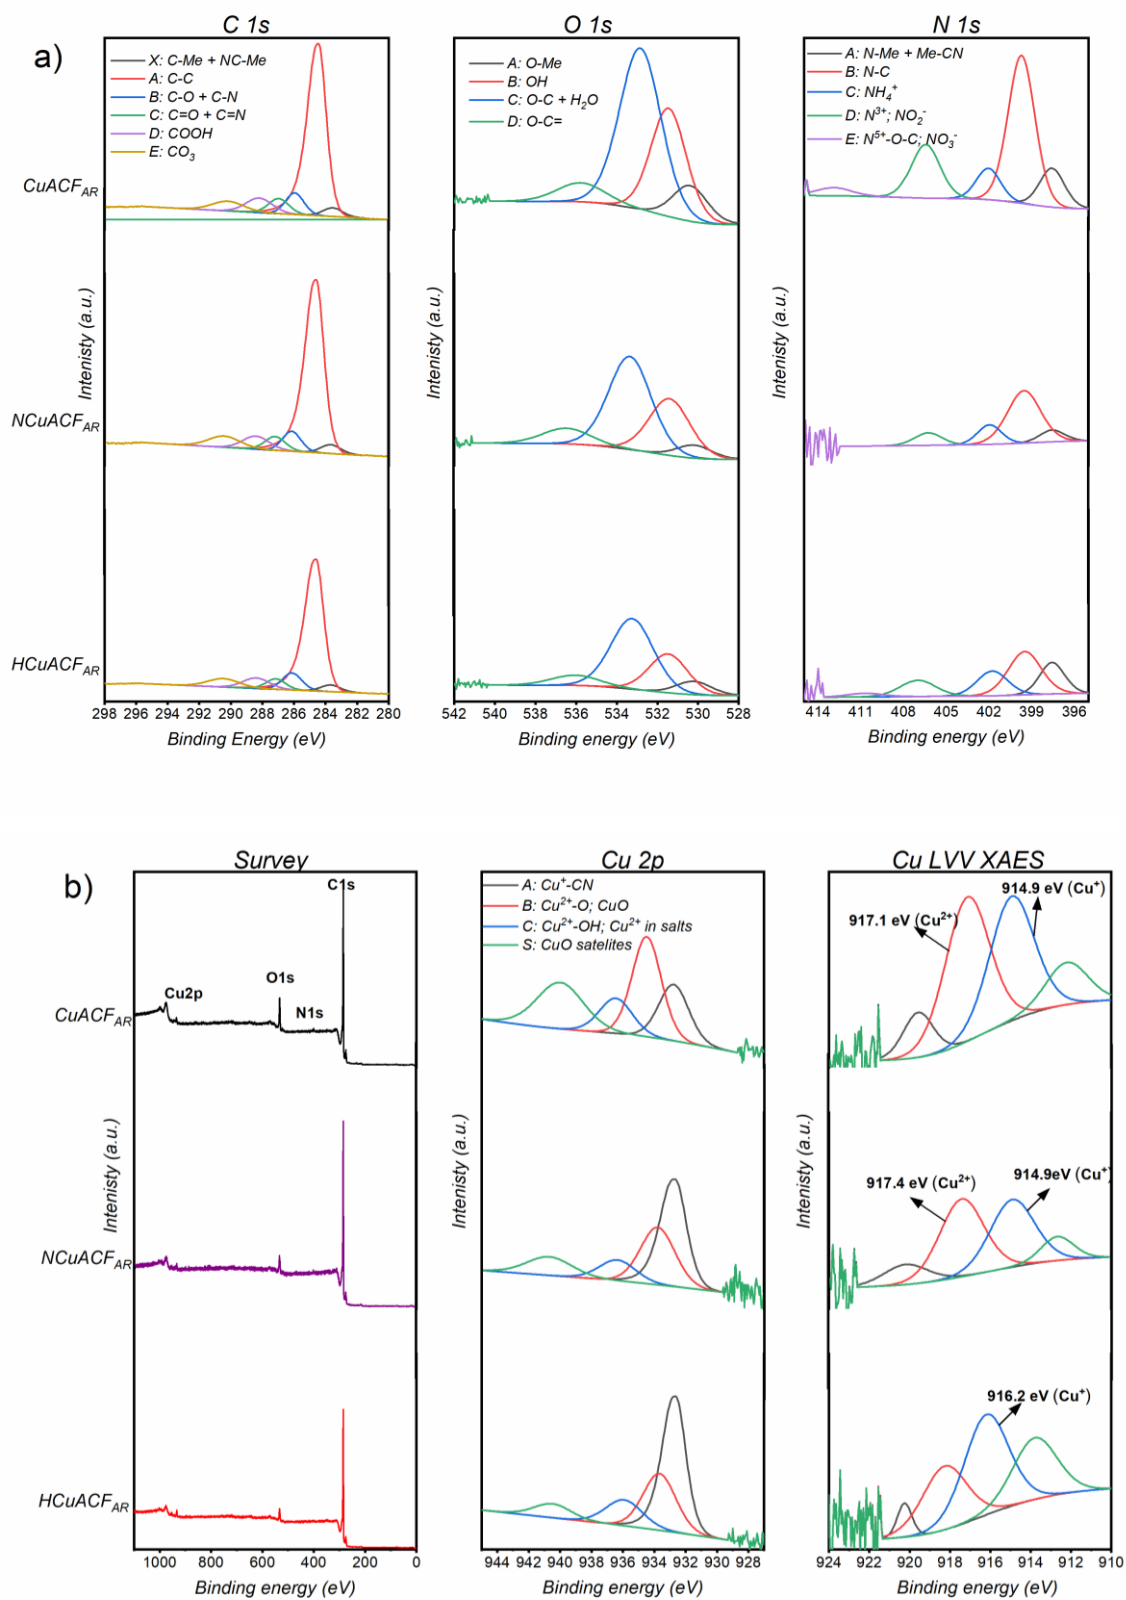 a)
C 1s
O 1s
N 1s
X: C-Me + NC-Me
A: C-C
B: C-O + C-N
C: C=O + C=N
D: COOH
E: CO3
A: O-Me
B: OH
C: O-C + H2O
D: O-C=
A: N-Me + Me-CN
B: N-C
C: NH4+
D: N3+; NO2-
E: N5+-O-C; NO3-
CuACFAR
NCuACFAR
HCuACFAR
Intenisty (a.u.)
Intenisty (a.u.)
Intenisty (a.u.)
298 296 294 292 290 288 286 284 282 280
542 540 536 533 530 528
414 411 408 405 402 399 396
Binding Energy (eV)
Binding energy (eV)
Binding energy (eV)
b)
Survey
Cu 2p
Cu LVV XAES
C1s
O1s
N1s
Cu2p
A: Cu+-CN
B: Cu2+-O; CuO
C: Cu2+-OH; Cu2+ in salts
S: CuO satelites
914.9 eV (Cu+)
917.1 eV (Cu2+)
917.4 eV (Cu2+)
914.9eV (Cu+)
916.2 eV (Cu+)
CuACFAR
NCuACFAR
HCuACFAR
Intenisty (a.u.)
Intenisty (a.u.)
Intenisty (a.u.)
1000 800 600 400 200 0
944 942 940 938 936 934 932 930 928
924 922 920 918 916 914 912 910
Binding energy (eV)
Binding energy (eV)
Binding energy (eV)